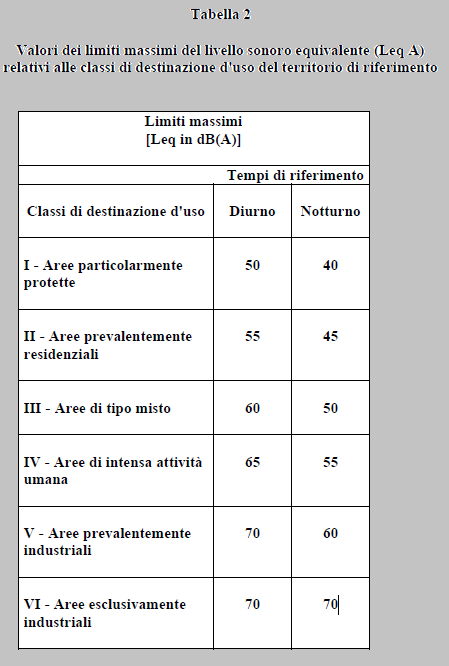 Tabella 2
Valori dei limiti massimi del livello sonoro equivalente (Leq A)
relativi alle classi di destinazione d'uso del territorio di riferimento
Limiti massimi
[Leq in dB(A)]
Tempi di riferimento
Classi di destinazione d'uso Diurno Notturno
I - Aree particolarmente 50 40
protette
II - Aree prevalentemente 55 45
residenziali
III - Aree di tipo misto 60 50
IV - Aree di intensa attività 65 55
umana
V - Aree prevalentemente 70 60
industriali
VI - Aree esclusivamente 70 70
industriali